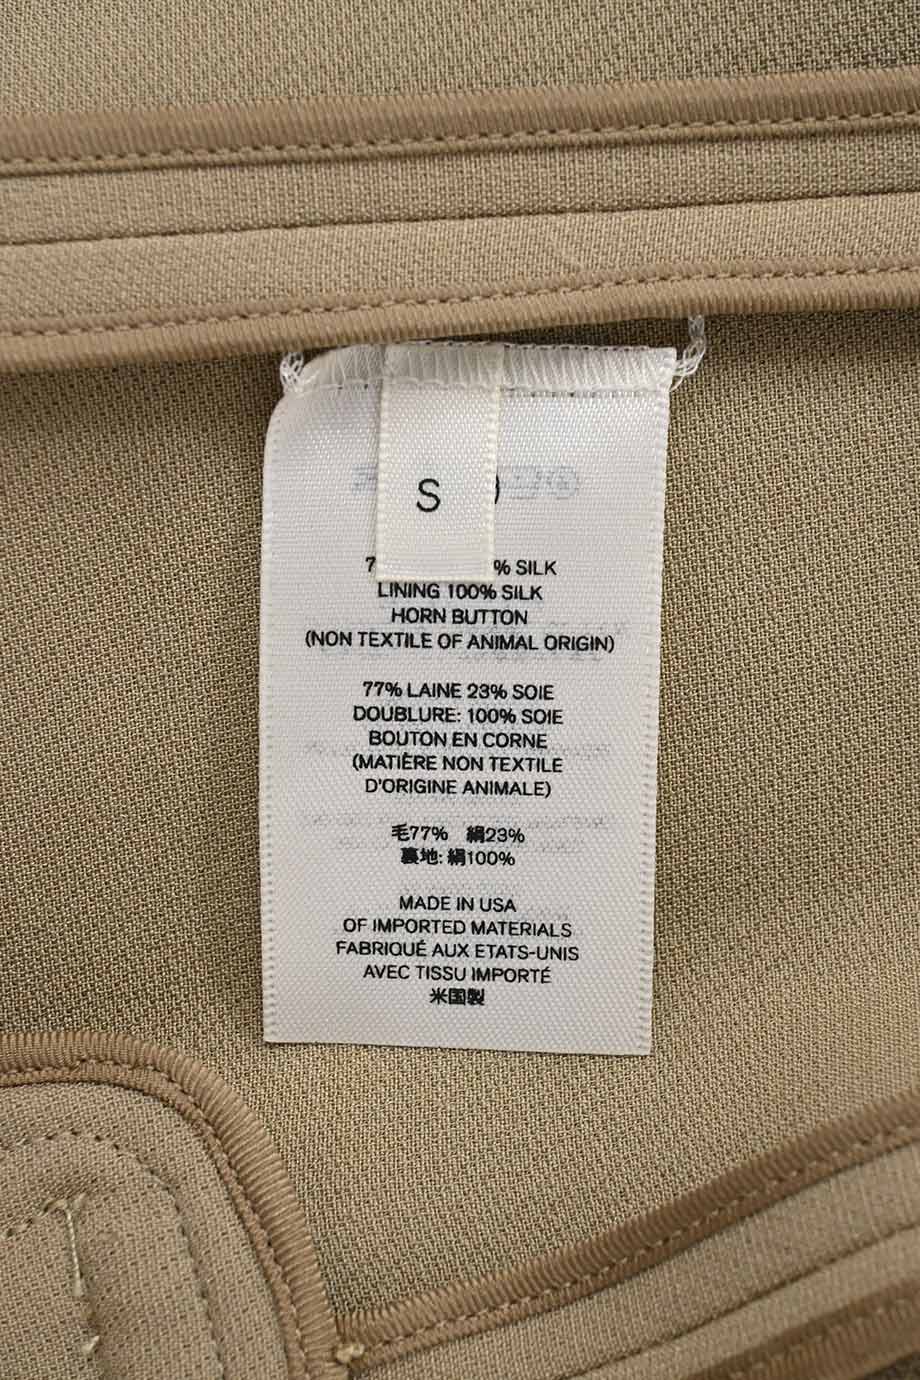 S
7 % SILK
LINING 100% SILK
HORN BUTTON
(NON TEXTILE OF ANIMAL ORIGIN)
77% LAINE 23% SOIE
DOUBLURE: 100% SOIE
BOUTON EN CORNE
(MATIÈRE NON TEXTILE
D'ORIGINE ANIMALE)
毛77% 絹23%
裏地: 絹100%
MADE IN USA
OF IMPORTED MATERIALS
FABRIQUÉ AUX ETATS-UNIS
AVEC TISSU IMPORTÉ
米国製